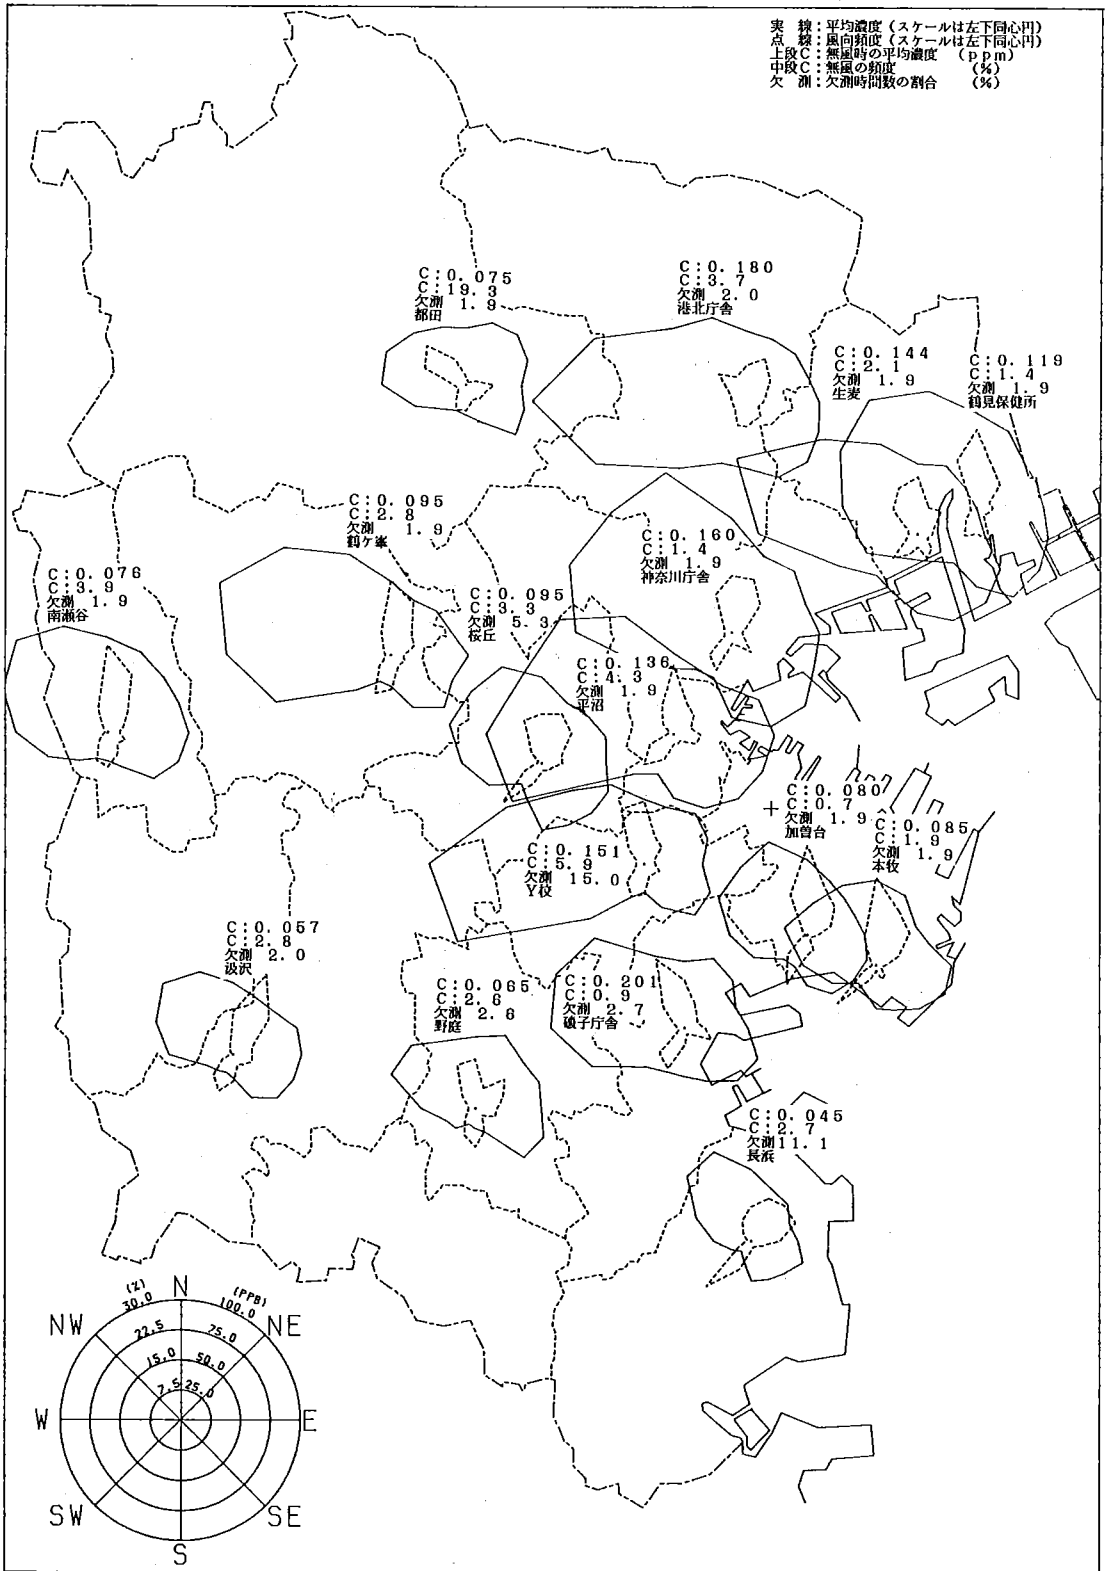 実　線：平均濃度（スケールは左下同心円）
点　線：風向頻度（スケールは左下同心円）
上段C：無風時の平均濃度　（ppm）
中段C：無風の頻度　　　　（%）
欠　測：欠測時間数の割合　（%）
C:0.075
C:19.3
欠測 1.9
都田
C:0.180
C:3.7
欠測 2.0
港北庁舎
C:0.144
C:2.1
欠測 1.9
生麦
C:0.119
C:1.4
欠測 1.9
鶴見保健所
C:0.095
C:2.8
欠測 1.9
鶴ケ峯
C:0.160
C:1.4
欠測 1.9
神奈川庁舎
C:0.076
C:3.9
欠測 1.9
南瀬谷
C:0.095
C:3.3
欠測 5.3
桜丘
C:0.136
C:4.3
欠測 1.9
平沼
C:0.080
C:0.7
欠測 1.9
加曽台
C:0.085
C:1.9
欠測 1.9
本牧
C:0.151
C:5.9
欠測 15.0
Y校
C:0.057
C:2.8
欠測 2.0
汲沢
C:0.065
C:2.6
欠測 2.6
野庭
C:0.201
C:0.9
欠測 2.7
磯子庁舎
C:0.045
C:2.7
欠測11.1
長浜
(%) N (PPB)
30.0 100.0
NW NE
22.5 75.0
15.0 50.0
7.5 25.0
W E
SW SE
S